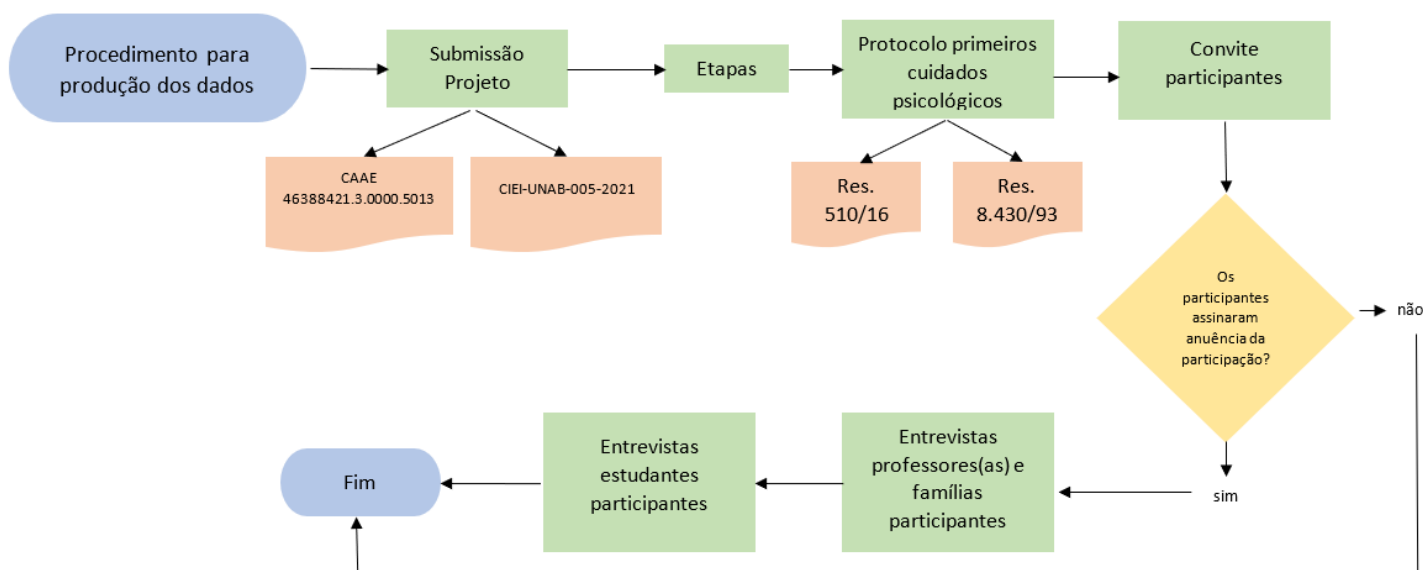 Procedimento para
produção dos dados
Submissão
Projeto
Etapas
Protocolo primeiros
cuidados
psicológicos
Convite
participantes
CAAE
46388421.3.0000.5013
CIEI-UNAB-005-2021
Res.
510/16
Res.
8.430/93
Os
participantes
assinaram
anuência da
participação?
não
sim
Entrevistas
professores(as) e
famílias
participantes
Entrevistas
estudantes
participantes
Fim